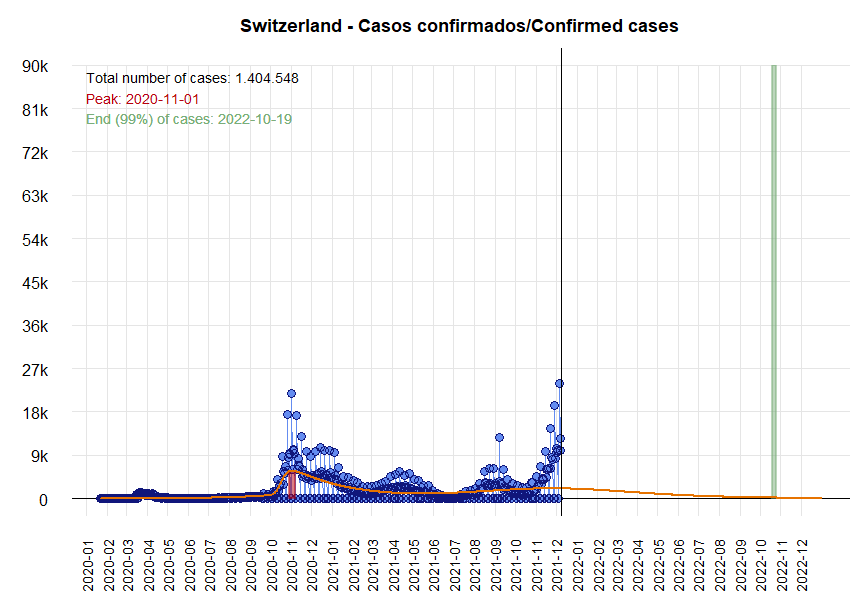 Switzerland - Casos confirmados/Confirmed cases
90k
Total number of cases: 1.404.548
Peak: 2020-11-01
81k
End (99%) of cases: 2022-10-19
72k
63k
54k
45k
36k
27k
18k
9k
0
2020-01
2020-02
2020-03
2020-04
2020-05
2020-06
2020-07
2020-08
2020-09
2020-10
2020-11
2020-12
2021-01
2021-02
2021-03
2021-04
2021-05
2021-06
2021-07
2021-08
2021-09
2021-10
2021-11
2021-12
2022-01
2022-02
2022-03
2022-04
2022-05
2022-06
2022-07
2022-08
2022-09
2022-10
2022-11
2022-12